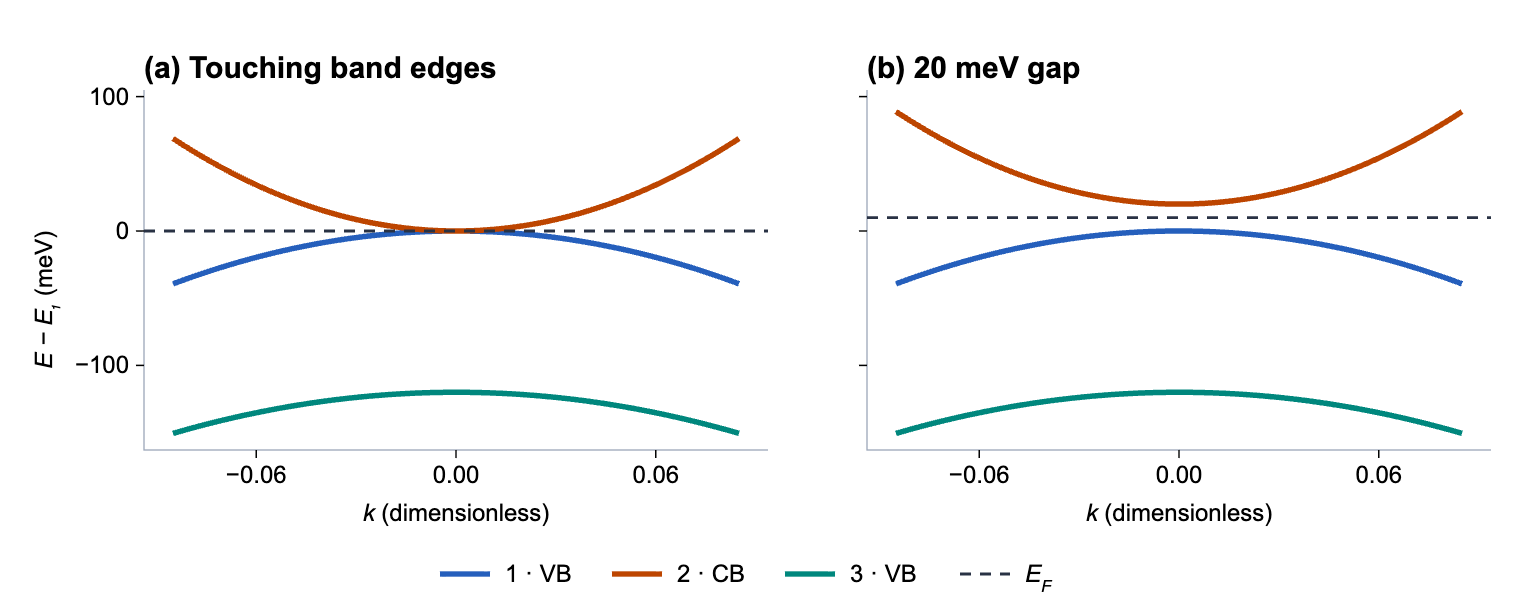 (a) Touching band edges
(b) 20 meV gap
100
0
−100
E − E₁ (meV)
−0.06 0.00 0.06
−0.06 0.00 0.06
k (dimensionless)
k (dimensionless)
1 · VB 2 · CB 3 · VB E_F